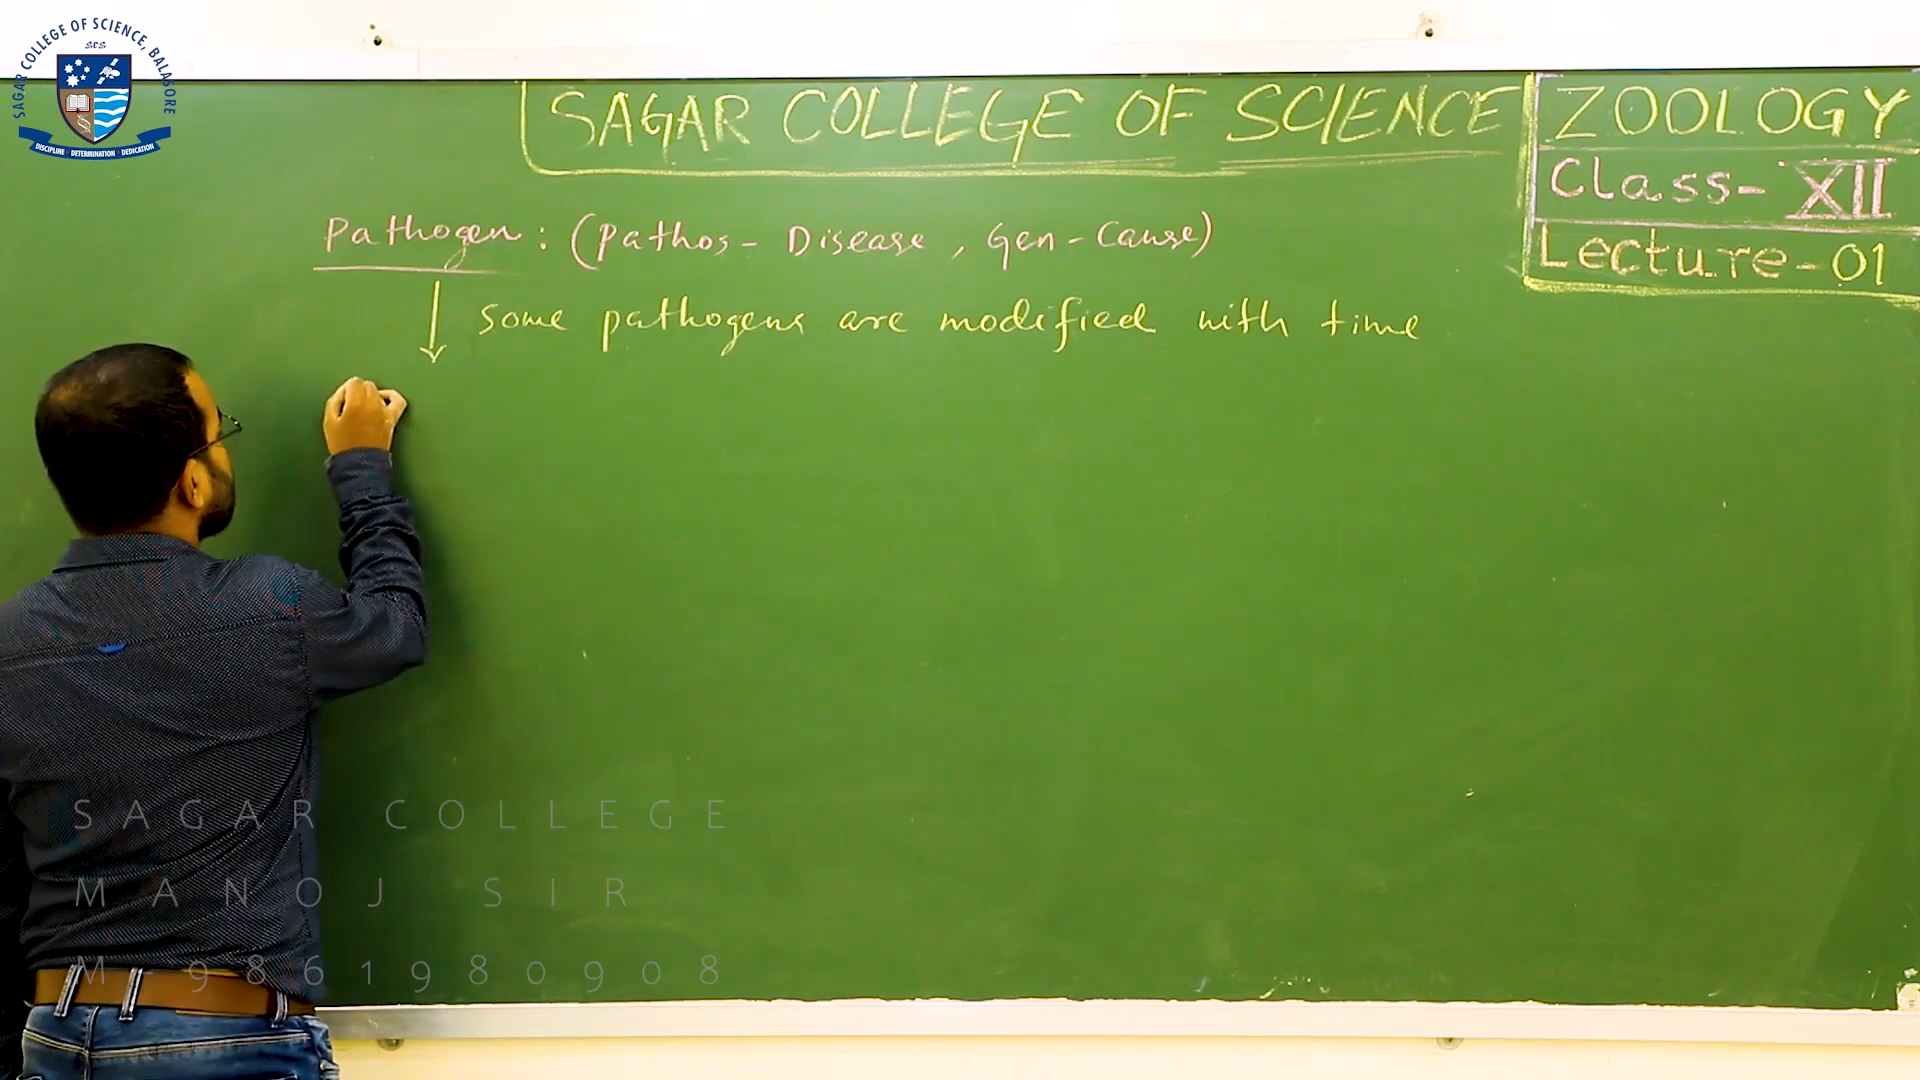 SAGAR COLLEGE OF SCIENCE, BALASORE
SCS
DISCIPLINE · DETERMINATION · DEDICATION
SAGAR COLLEGE OF SCIENCE
ZOOLOGY
Class- XII
Lecture-01
Pathogen: (Pathos- Disease, Gen-Cause)
↓ some pathogens are modified with time
SAGAR COLLEGE
MANOJ SIR
M-9861980908